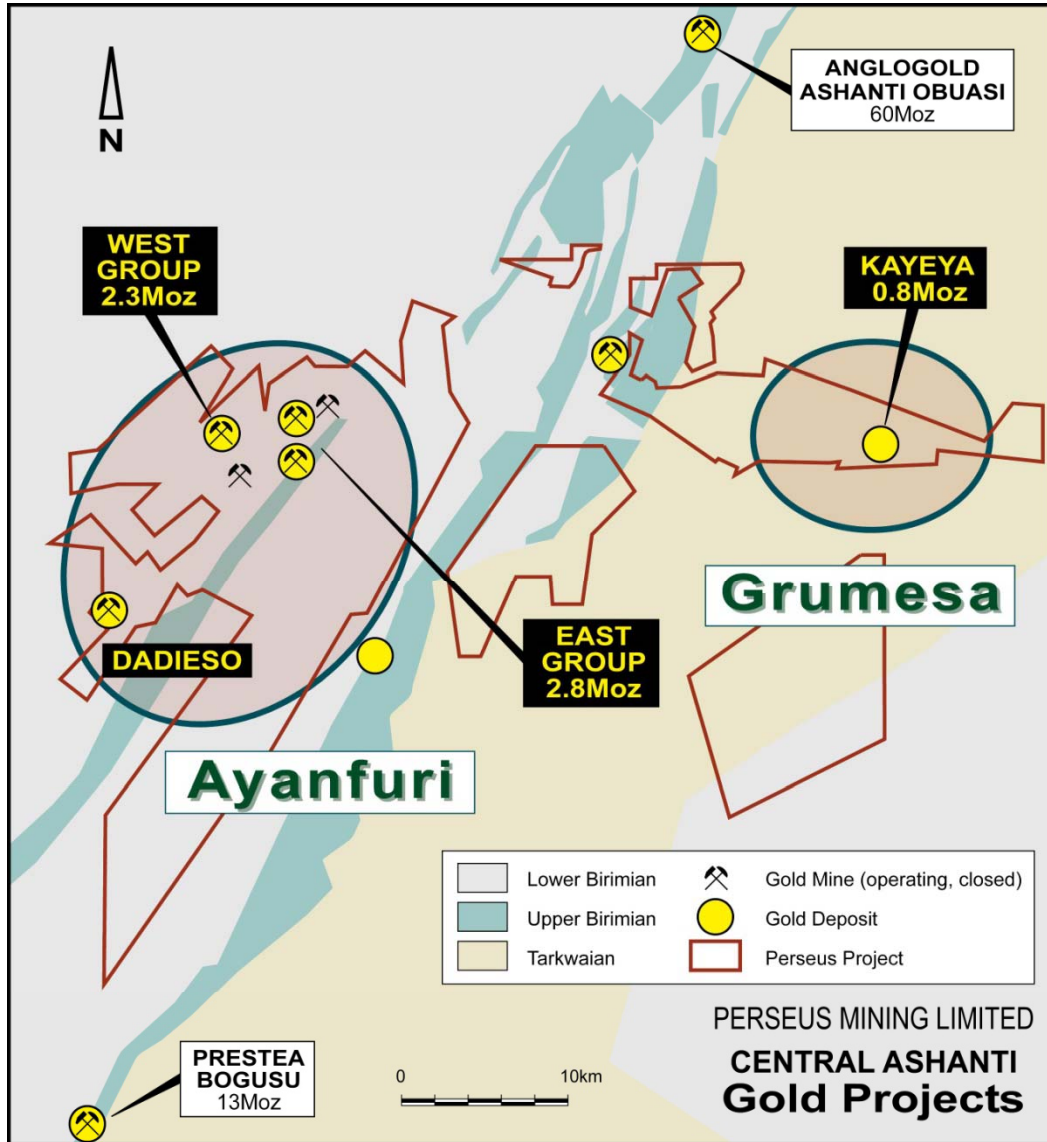 N
ANGLOGOLD
ASHANTI OBUASI
60Moz
WEST
GROUP
2.3Moz
KAYEYA
0.8Moz
Grumesa
DADIESO
EAST
GROUP
2.8Moz
Ayanfuri
Lower Birimian
Gold Mine (operating, closed)
Upper Birimian
Gold Deposit
Tarkwaian
Perseus Project
PERSEUS MINING LIMITED
CENTRAL ASHANTI
Gold Projects
PRESTEA
BOGUSU
13Moz
0
10km